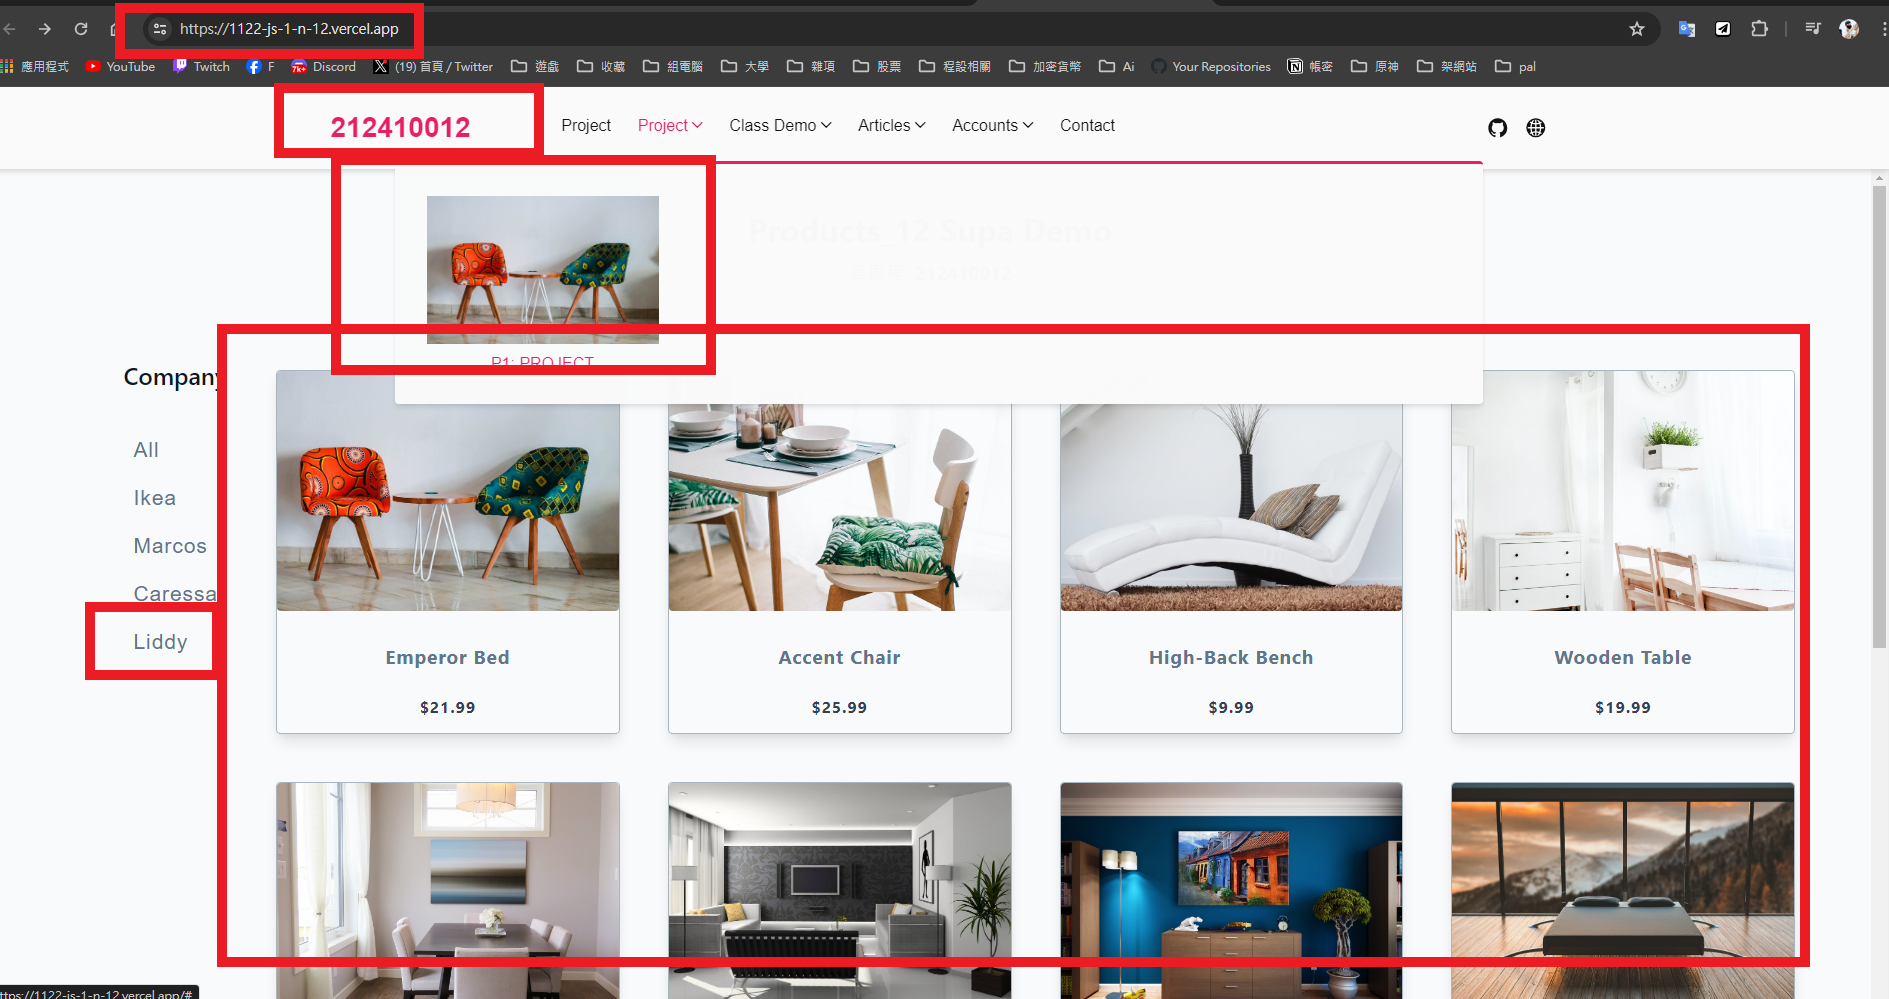 https://1122-js-1-n-12.vercel.app
應用程式 YouTube Twitch F Discord (19) 首頁 / Twitter 遊戲 收藏 組電腦 大學 雜項 股票 程設相關 加密貨幣 Ai Your Repositories 帳密 原神 架網站 pal
212410012 Project Project Class Demo Articles Accounts Contact
Products_12 Supa Demo
212410012
P1: PROJECT
Company
All
Ikea
Marcos
Caressa
Liddy
Emperor Bed Accent Chair High-Back Bench Wooden Table
$21.99 $25.99 $9.99 $19.99
ttps://1122-js-1-n-12.vercel.app/#